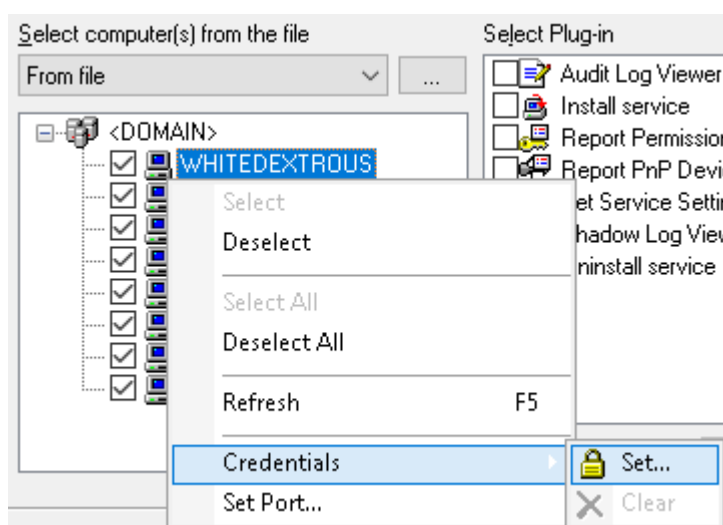 Select computer(s) from the file
From file
...
<DOMAIN>
WHITEDEXTROUS
Select Plug-in
Audit Log Viewer
Install service
Report Permission
Report PnP Devi
et Service Settin
hadow Log View
ninstall service
Select
Deselect
Select All
Deselect All
Refresh F5
Credentials
Set Port...
Set...
Clear